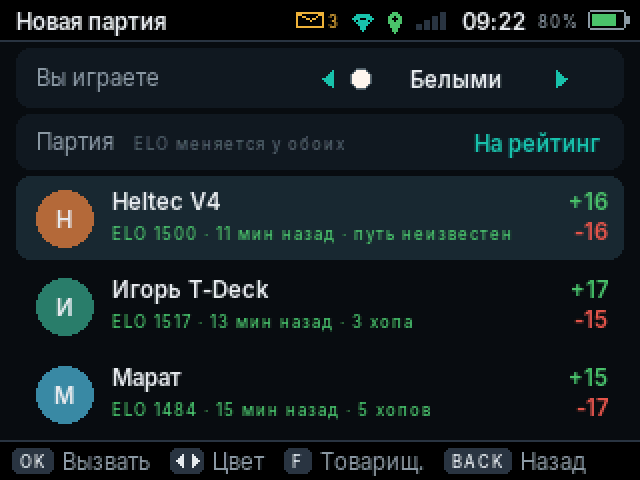 Новая партия 3 09:22 80%
Вы играете Белыми
Партия ELO меняется у обоих На рейтинг
H Heltec V4 +16
ELO 1500 · 11 мин назад · путь неизвестен -16
И Игорь T-Deck +17
ELO 1517 · 13 мин назад · 3 хопа -15
М Марат +15
ELO 1484 · 15 мин назад · 5 хопов -17
OK Вызвать Цвет F Товарищ. BACK Назад